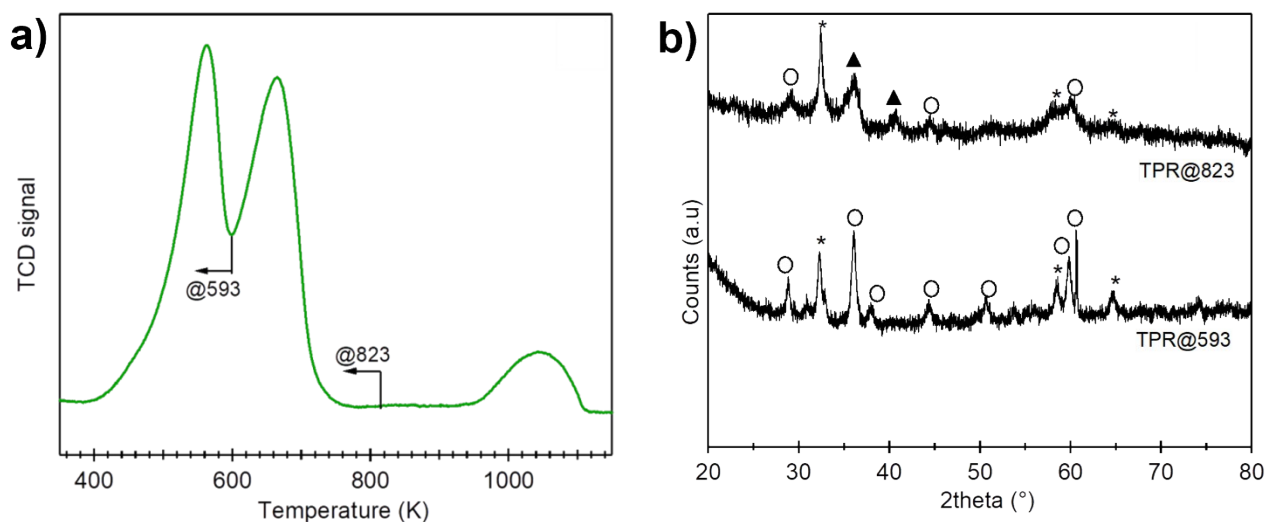 a)
TCD signal
@593
@823
400 600 800 1000
Temperature (K)
b)
Counts (a.u)
* ▲ ▲ * *
TPR@823
* * *
TPR@593
20 30 40 50 60 70 80
2theta (°)